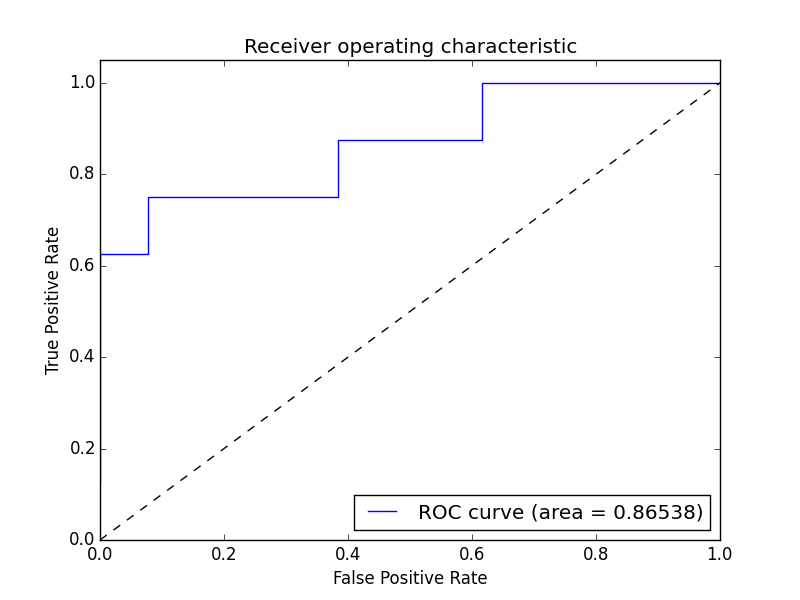 Receiver operating characteristic
1.0
0.8
0.6
0.4
0.2
0.0
True Positive Rate
ROC curve (area = 0.86538)
0.0 0.2 0.4 0.6 0.8 1.0
False Positive Rate